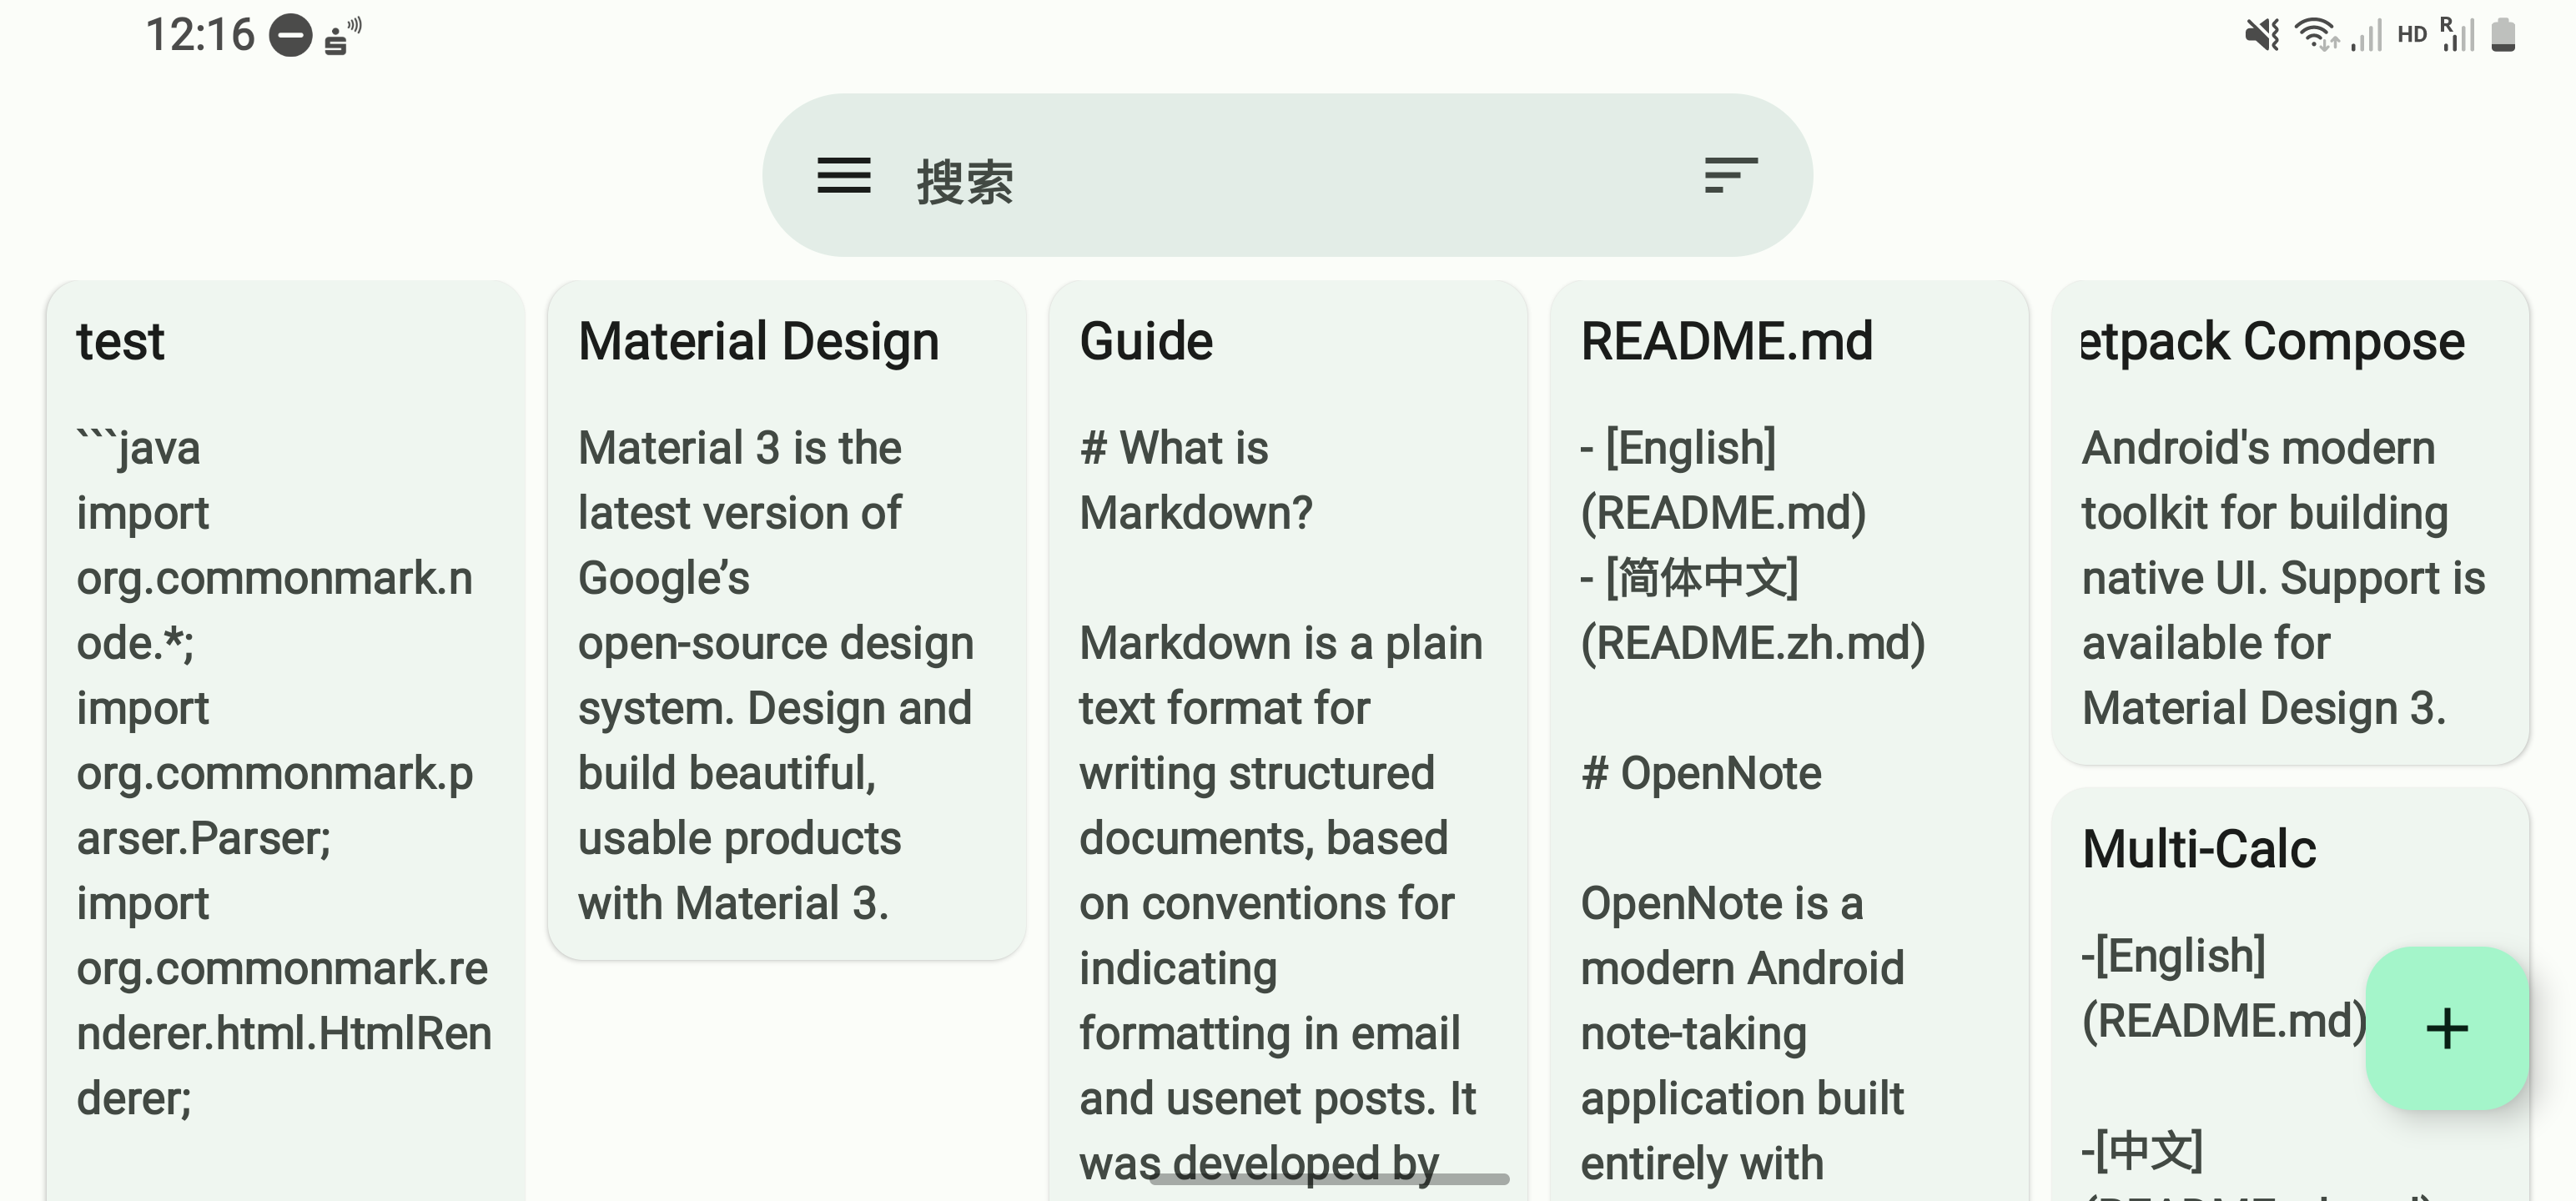 12:16
HD R
搜索
test
```java
import
org.commonmark.n
ode.*;
import
org.commonmark.p
arser.Parser;
import
org.commonmark.re
nderer.html.HtmlRen
derer;
Material Design
Material 3 is the
latest version of
Google’s
open-source design
system. Design and
build beautiful,
usable products
with Material 3.
Guide
# What is
Markdown?
Markdown is a plain
text format for
writing structured
documents, based
on conventions for
indicating
formatting in email
and usenet posts. It
was developed by
README.md
- [English]
(README.md)
- [简体中文]
(README.zh.md)
# OpenNote
OpenNote is a
modern Android
note-taking
application built
entirely with
etpack Compose
Android's modern
toolkit for building
native UI. Support is
available for
Material Design 3.
Multi-Calc
-[English]
(README.md)
-[中文]